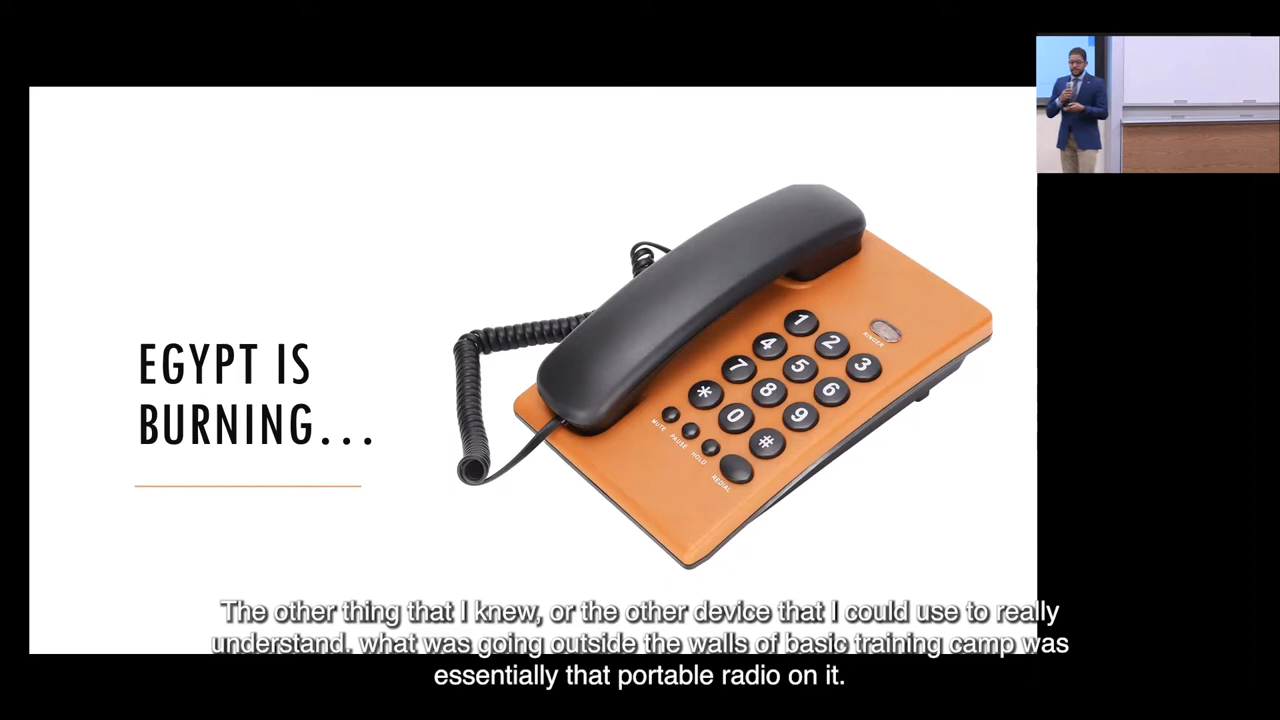 EGYPT IS
BURNING...
1
2
3
4
5
6
7
8
9
*
0
#
RINGER
MUTE
PAUSE
HOLD
REDIAL
The other thing that I knew, or the other device that I could use to really
understand. what was going outside the walls of basic training camp was
essentially that portable radio on it.